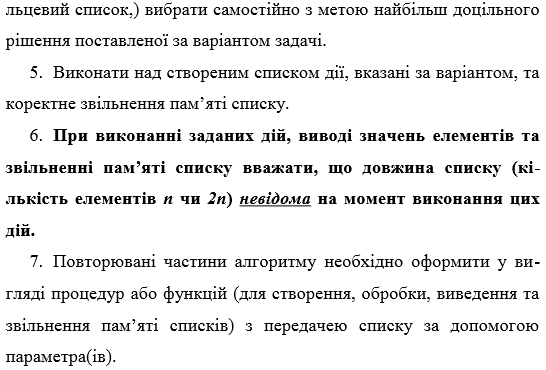 льцевий список,) вибрати самостійно з метою найбільш доцільного
рішення поставленої за варіантом задачі.
5. Виконати над створеним списком дії, вказані за варіантом, та
коректне звільнення пам’яті списку.
6. При виконанні заданих дій, виводі значень елементів та
звільненні пам’яті списку вважати, що довжина списку (кі-
лькість елементів n чи 2n) невідома на момент виконання цих
дій.
7. Повторювані частини алгоритму необхідно оформити у ви-
гляді процедур або функцій (для створення, обробки, виведення та
звільнення пам’яті списків) з передачею списку за допомогою
параметра(ів).